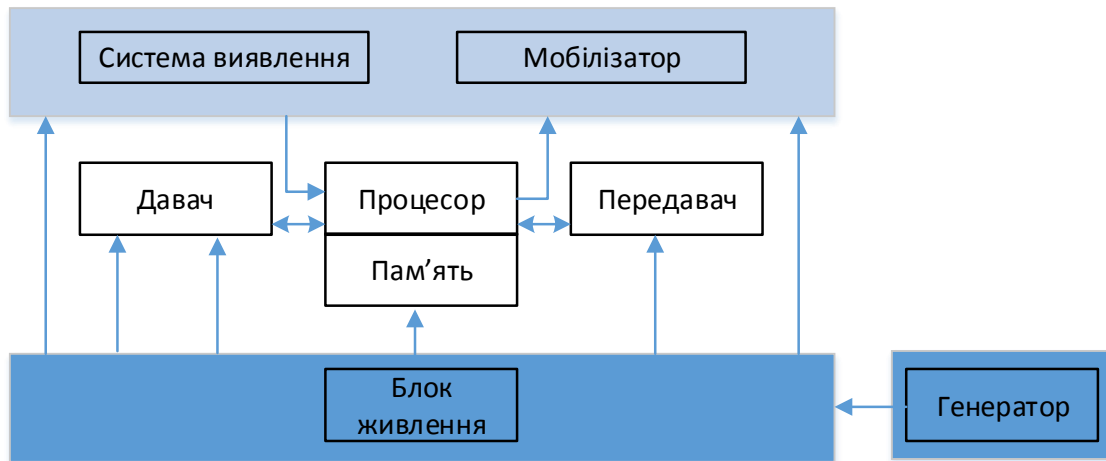 Система виявлення
Мобілізатор
Давач
Процесор
Передавач
Пам’ять
Блок
живлення
Генератор